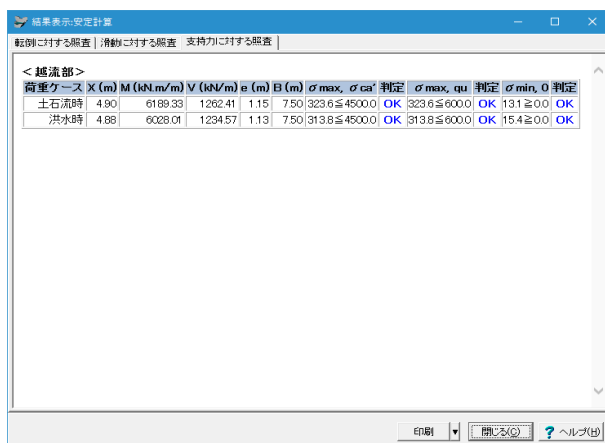 結果表示:安定計算
転倒に対する照査 滑動に対する照査 支持力に対する照査
＜越流部＞
荷重ケース X (m) M (kN.m/m) V (kN/m) e (m) B (m) σmax, σca' 判定 σmax, qu 判定 σmin, 0 判定
土石流時 4.90 6189.33 1262.41 1.15 7.50 323.6≦4500.0 OK 323.6≦600.0 OK 13.1≧0.0 OK
洪水時 4.88 6028.01 1234.57 1.13 7.50 313.8≦4500.0 OK 313.8≦600.0 OK 15.4≧0.0 OK
印刷 閉じる(C) ? ヘルプ(H)